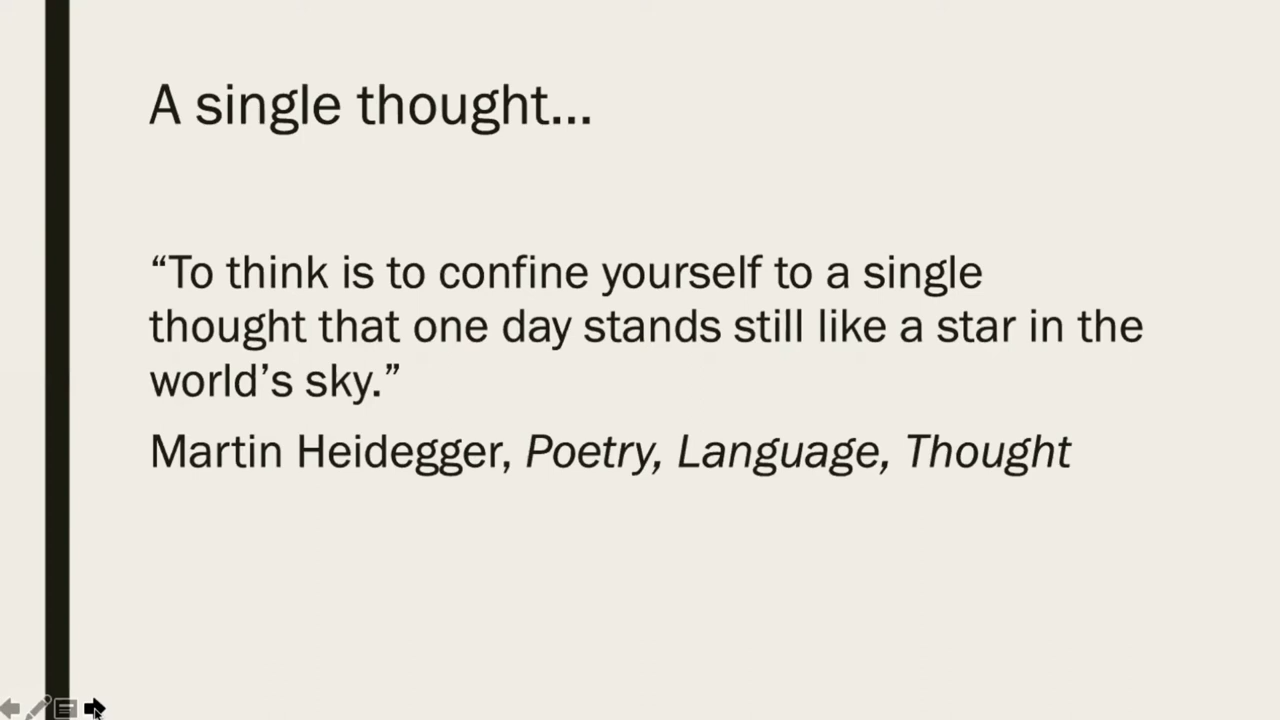 A single thought...
“To think is to confine yourself to a single
thought that one day stands still like a star in the
world’s sky.”
Martin Heidegger, Poetry, Language, Thought